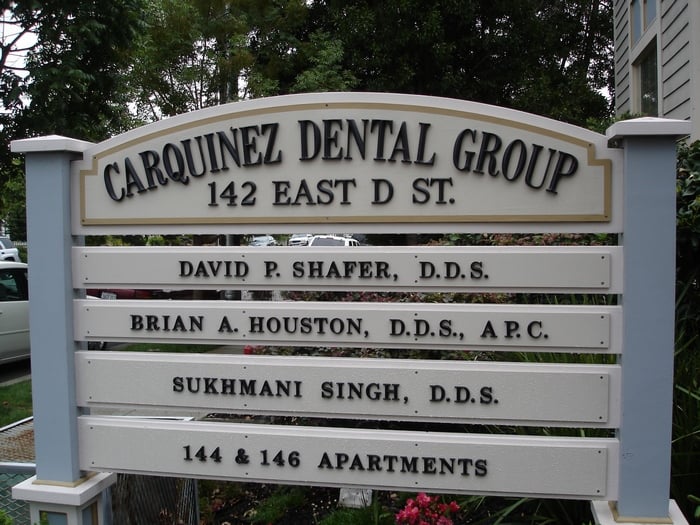 CARQUINEZ DENTAL GROUP
142 EAST D ST.
DAVID P. SHAFER, D.D.S.
BRIAN A. HOUSTON, D.D.S., A.P.C.
SUKHMANI SINGH, D.D.S.
144 & 146 APARTMENTS